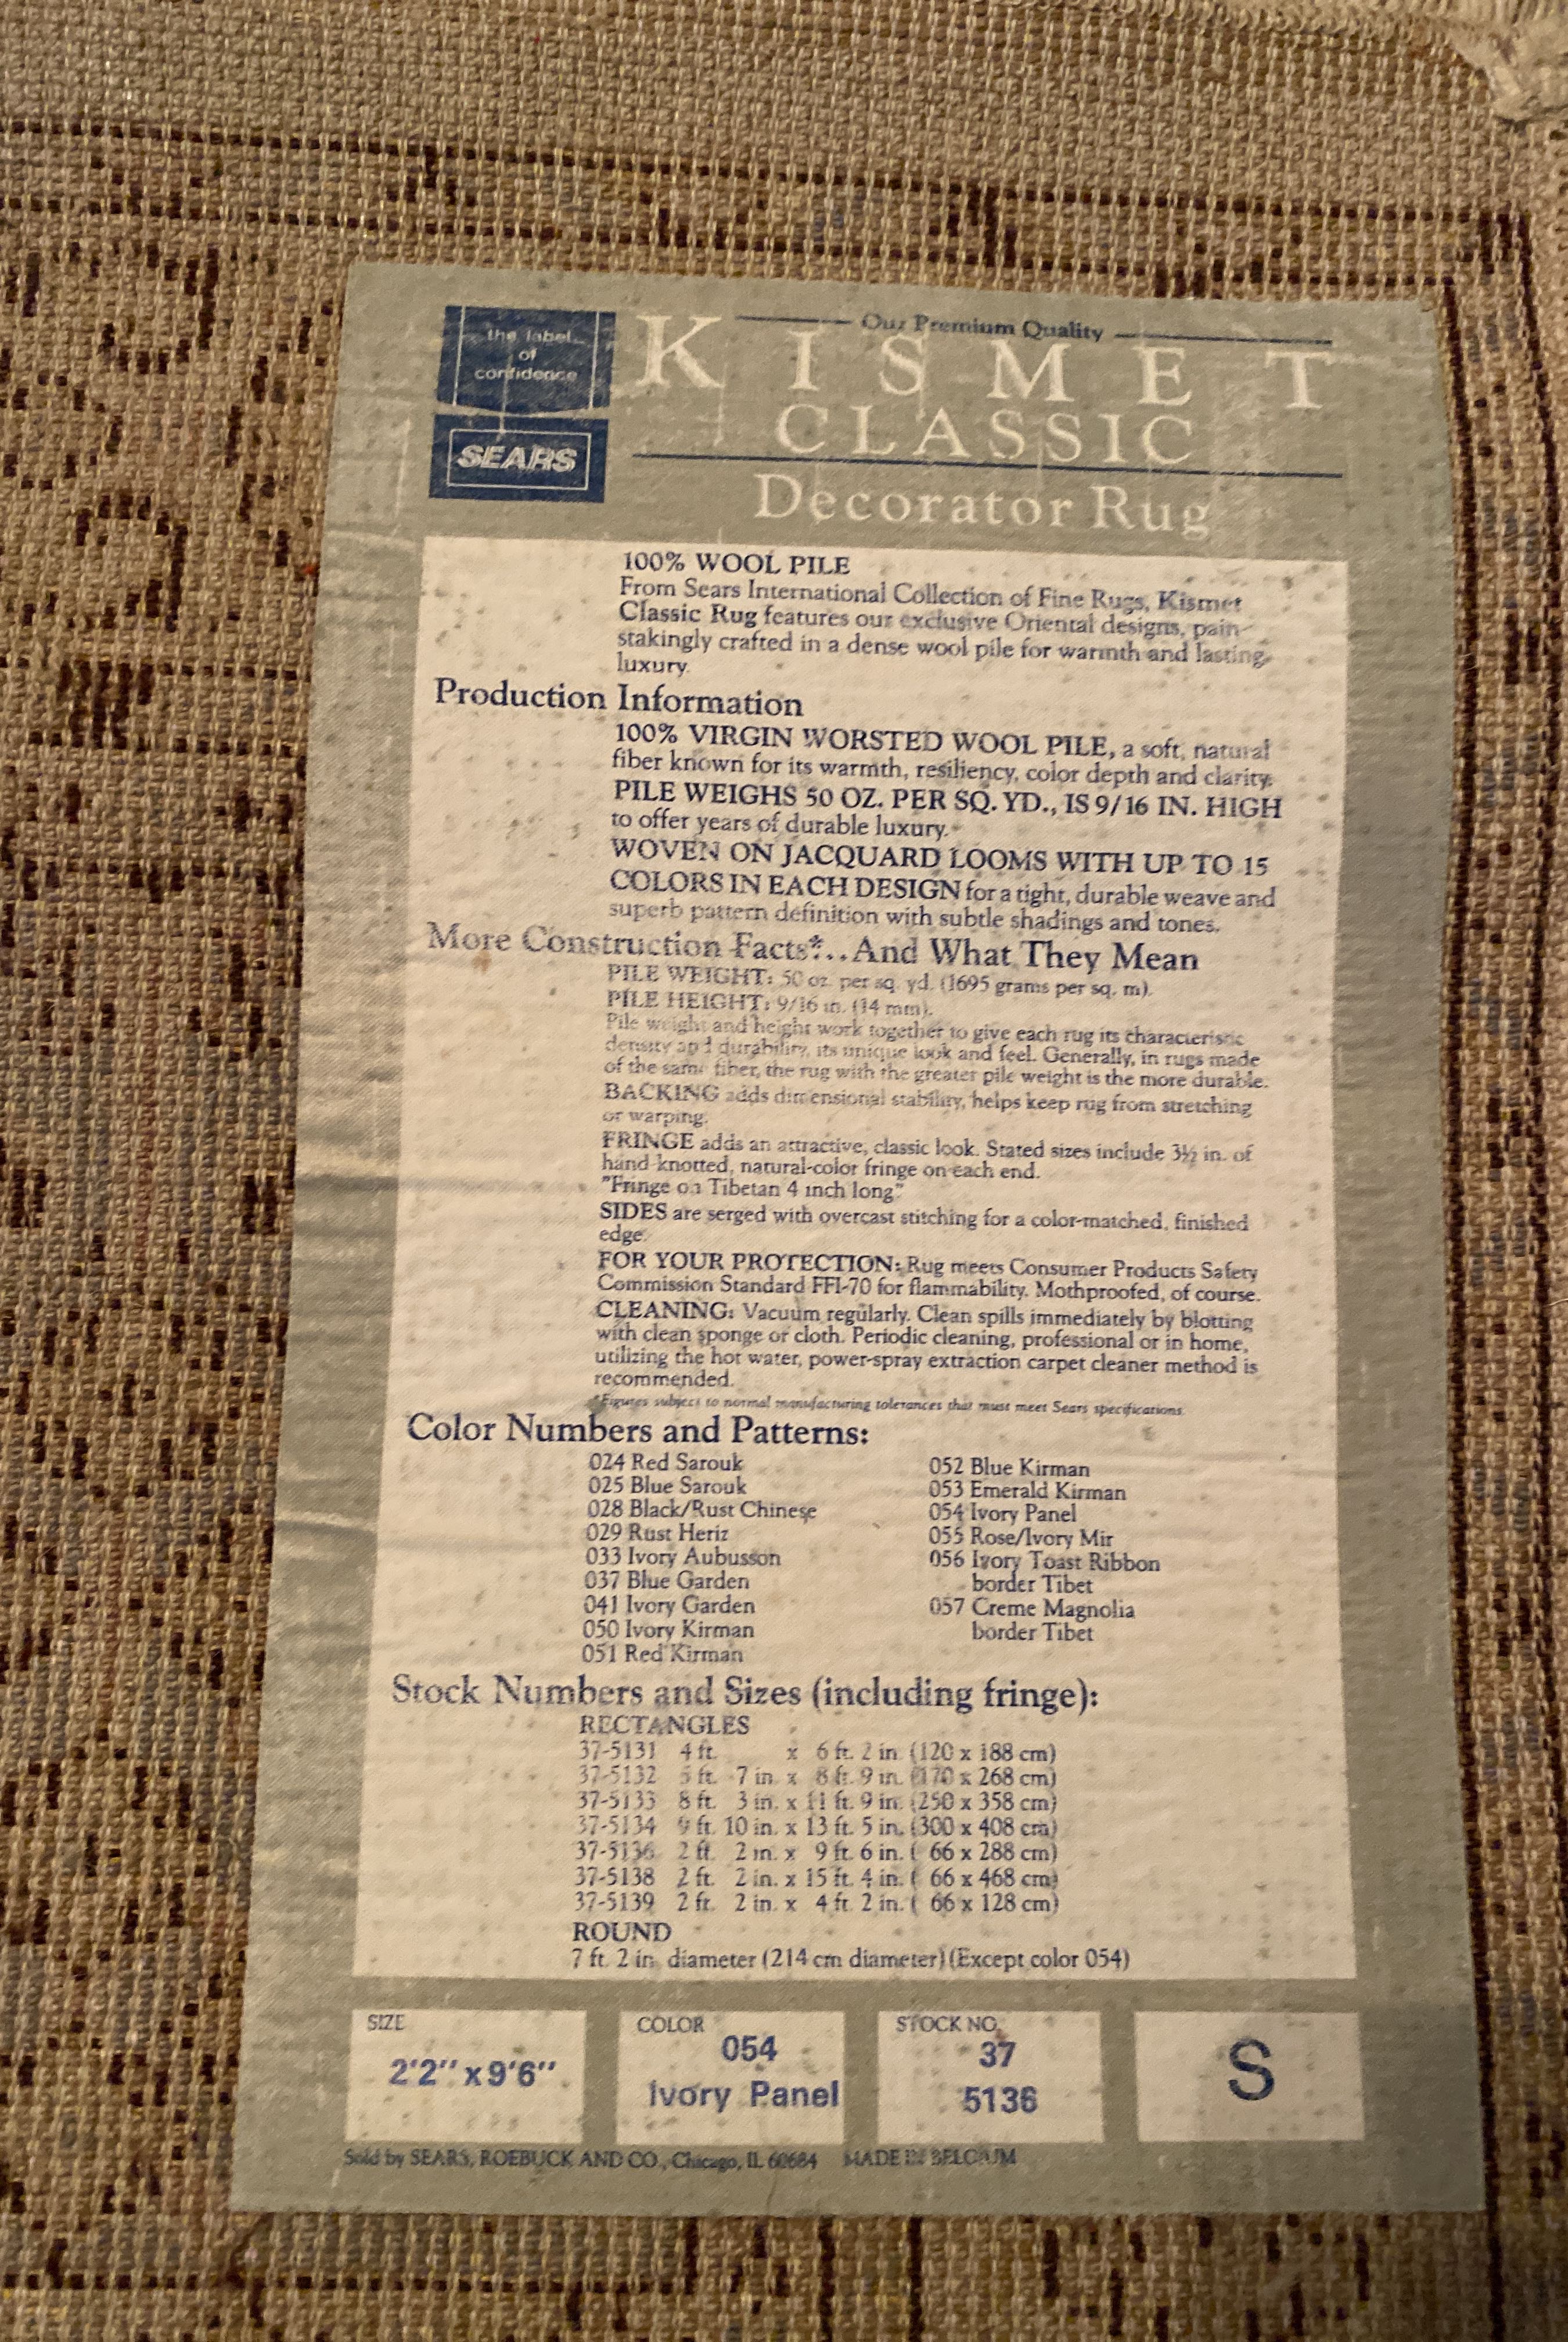 the label
of
confidence
SEARS
Our Premium Quality
KISMET
CLASSIC
Decorator Rug
100% WOOL PILE
From Sears International Collection of Fine Rugs, Kismet
Classic Rug features our exclusive Oriental designs, pain-
stakingly crafted in a dense wool pile for warmth and lasting
luxury.
Production Information
100% VIRGIN WORSTED WOOL PILE, a soft, natural
fiber known for its warmth, resiliency, color depth and clarity.
PILE WEIGHS 50 OZ. PER SQ. YD., IS 9/16 IN. HIGH
to offer years of durable luxury.
WOVEN ON JACQUARD LOOMS WITH UP TO 15
COLORS IN EACH DESIGN for a tight, durable weave and
superb pattern definition with subtle shadings and tones.
More Construction Facts*...And What They Mean
PILE WEIGHT: 50 oz. per sq. yd. (1695 grams per sq. m).
PILE HEIGHT: 9/16 in. (14 mm).
Pile weight and height work together to give each rug its characteristic
density and durability, its unique look and feel. Generally, in rugs made
of the same fiber, the rug with the greater pile weight is the more durable.
BACKING adds dimensional stability, helps keep rug from stretching
or warping.
FRINGE adds an attractive, classic look. Stated sizes include 3½ in. of
hand-knotted, natural-color fringe on each end.
"Fringe on Tibetan 4 inch long"
SIDES are serged with overcast stitching for a color-matched, finished
edge.
FOR YOUR PROTECTION: Rug meets Consumer Products Safety
Commission Standard FFI-70 for flammability. Mothproofed, of course.
CLEANING: Vacuum regularly. Clean spills immediately by blotting
with clean sponge or cloth. Periodic cleaning, professional or in home,
utilizing the hot water, power-spray extraction carpet cleaner method is
recommended.
*Figures subject to normal manufacturing tolerances that must meet Sears specifications.
Color Numbers and Patterns:
024 Red Sarouk
025 Blue Sarouk
028 Black/Rust Chinese
029 Rust Heriz
033 Ivory Aubusson
037 Blue Garden
041 Ivory Garden
050 Ivory Kirman
051 Red Kirman
052 Blue Kirman
053 Emerald Kirman
054 Ivory Panel
055 Rose/Ivory Mir
056 Ivory Toast Ribbon
border Tibet
057 Creme Magnolia
border Tibet
Stock Numbers and Sizes (including fringe):
RECTANGLES
37-5131 4 ft. x 6 ft. 2 in. (120 x 188 cm)
37-5132 5 ft. 7 in. x 8 ft. 9 in. (170 x 268 cm)
37-5133 8 ft. 3 in. x 11 ft. 9 in. (250 x 358 cm)
37-5134 9 ft. 10 in. x 13 ft. 5 in. (300 x 408 cm)
37-5136 2 ft. 2 in. x 9 ft. 6 in. ( 66 x 288 cm)
37-5138 2 ft. 2 in. x 15 ft. 4 in. ( 66 x 468 cm)
37-5139 2 ft. 2 in. x 4 ft. 2 in. ( 66 x 128 cm)
ROUND
7 ft. 2 in. diameter (214 cm diameter) (Except color 054)
SIZE
2'2" x 9'6"
COLOR
054
Ivory Panel
STOCK NO.
37
5136
S
Sold by SEARS, ROEBUCK AND CO., Chicago, IL 60684 MADE IN BELGIUM